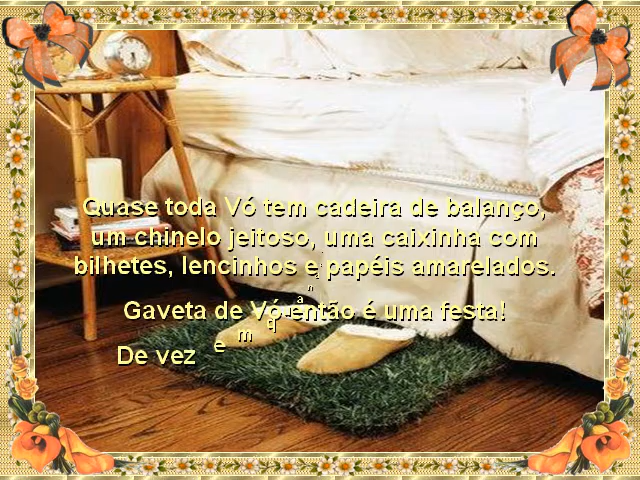 Quase toda Vó tem cadeira de balanço,
um chinelo jeitoso, uma caixinha com
bilhetes, lencinhos e papéis amarelados.
Gaveta de Vó então é uma festa!
De vez em q